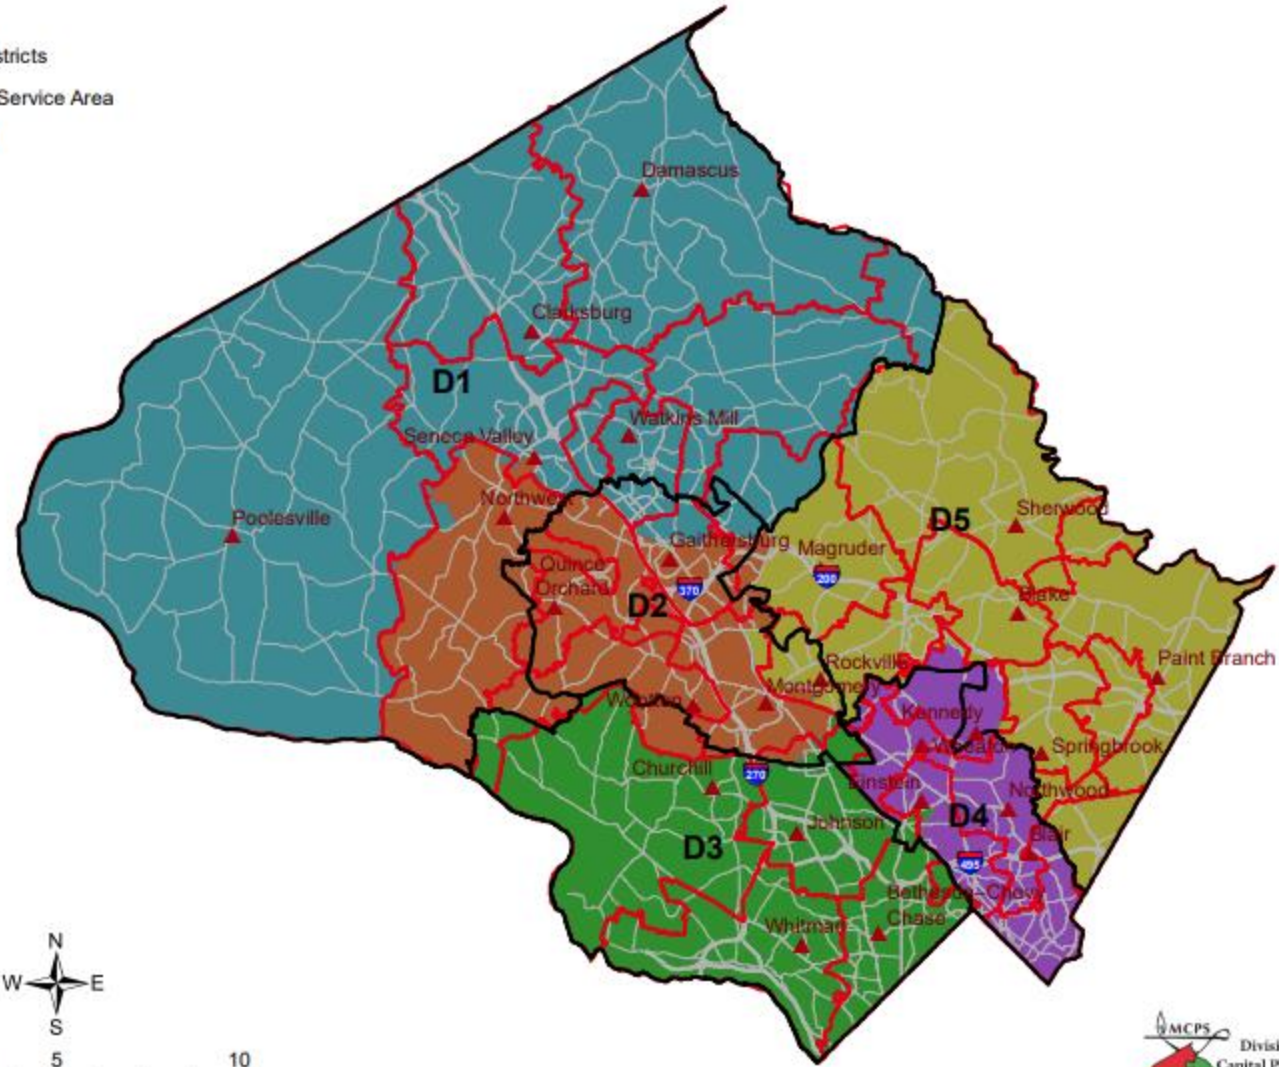 stricts
Service Area
Damascus
Clarksburg
D1
Watkins Mill
Seneca Valley
Northwest
Poolesville
Sherwood
D5
Gaithersburg
Magruder
Quince
Orchard
200
370
D2
Blake
Rockville
Paint Branch
Montgomery
Wootton
Kennedy
Wheaton
Springbrook
Churchill
270
Einstein
Northwood
Johnson
D4
Blair
D3
495
Bethesda-Chevy
Chase
Whitman
N
W
E
S
5
10
MCPS
Divisi
Capital P